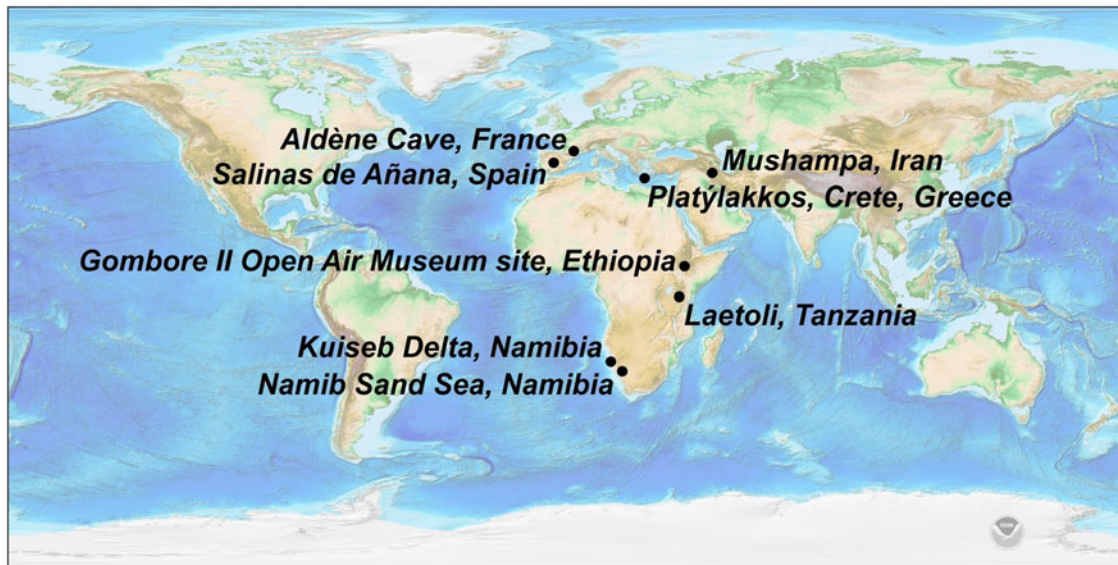 Aldène Cave, France
Salinas de Añana, Spain
Mushampa, Iran
Platýlakkos, Crete, Greece
Gombore II Open Air Museum site, Ethiopia
Laetoli, Tanzania
Kuiseb Delta, Namibia
Namib Sand Sea, Namibia